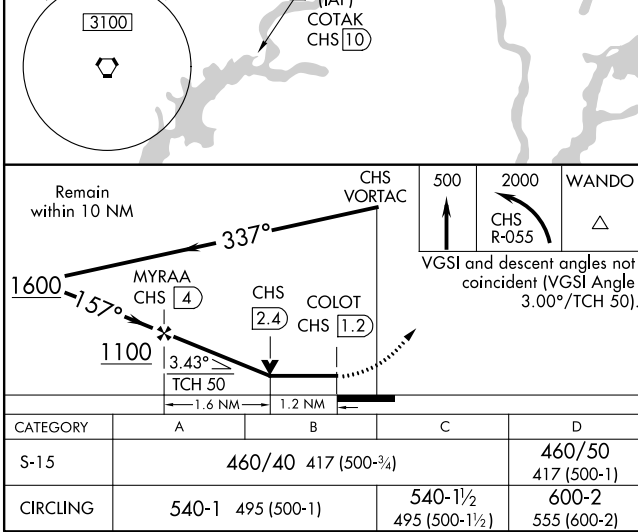 (IAF)
COTAK
CHS 10
3100
Remain
within 10 NM
CHS
VORTAC
500
2000
CHS
R-055
WANDO
VGSI and descent angles not
coincident (VGSI Angle
3.00°/TCH 50).
337°
1600
157°
MYRAA
CHS 4
CHS
2.4
COLOT
CHS 1.2
1100
3.43°
TCH 50
1.6 NM
1.2 NM
CATEGORY A B C D
S-15 460/40 417 (500-¾) 460/50
417 (500-1)
CIRCLING 540-1 495 (500-1) 540-1½
495 (500-1½) 600-2
555 (600-2)